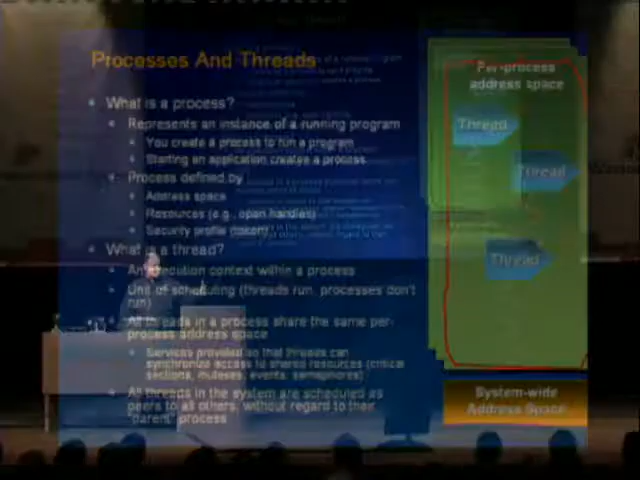 Processes And Threads
What is a process?
Represents an instance of a running program
You create a process to run a program
Starting an application creates a process
Process defined by
Address space
Resources (e.g., open handles)
Security profile (token)
What is a thread?
An execution context within a process
Unit of scheduling (threads run, processes don't
run)
All threads in a process share the same per-
process address space
Services provided so that threads can
synchronize access to shared resources (critical
sections, mutexes, events, semaphores)
All threads in the system are scheduled as
peers to all others, without regard to their
"parent" process
Per-process
address space
Thread
Thread
Thread
System-wide
Address Space